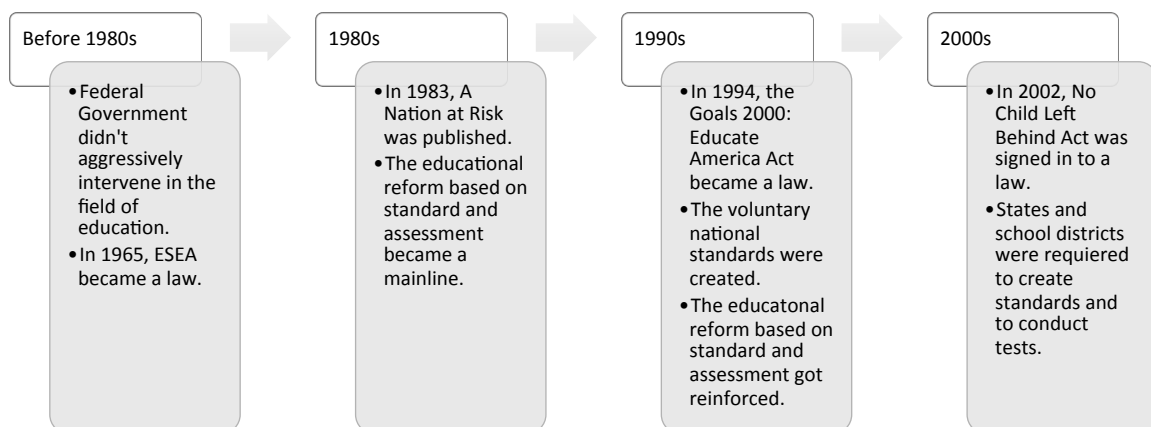 Before 1980s
•Federal
Government
didn't
aggressively
intervene in the
field of
education.
•In 1965, ESEA
became a law.
1980s
•In 1983, A
Nation at Risk
was published.
•The educational
reform based on
standard and
assessment
became a
mainline.
1990s
•In 1994, the
Goals 2000:
Educate
America Act
became a law.
•The voluntary
national
standards were
created.
•The educatonal
reform based on
standard and
assessment got
reinforced.
2000s
•In 2002, No
Child Left
Behind Act was
signed in to a
law.
•States and
school districts
were requiered
to create
standards and
to conduct
tests.